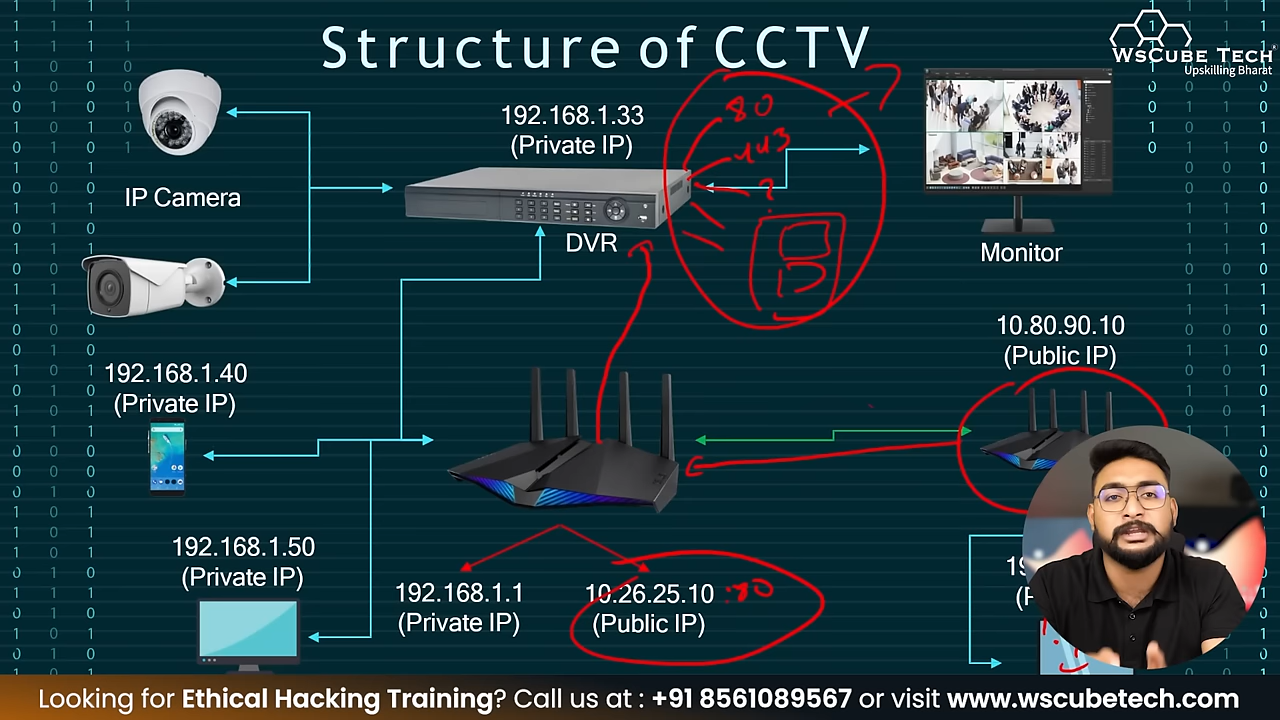 Structure of CCTV
WsCube Tech
Upskilling Bharat
192.168.1.33
(Private IP)
80
443
?
IP Camera
DVR
Monitor
10.80.90.10
(Public IP)
192.168.1.40
(Private IP)
192.168.1.50
(Private IP)
192.168.1.1
(Private IP)
10.26.25.10 :80
(Public IP)
19
(P
Looking for Ethical Hacking Training? Call us at : +91 8561089567 or visit www.wscubetech.com